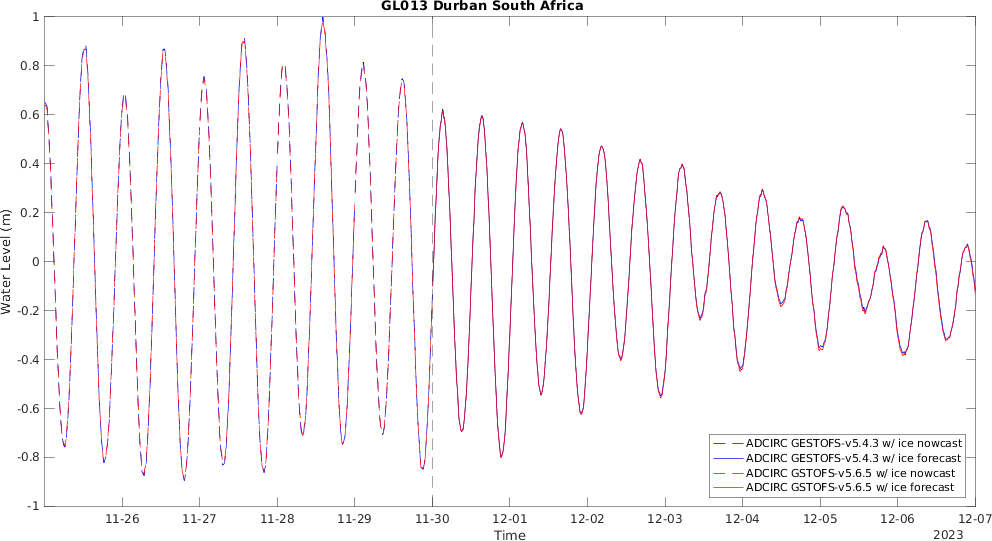 GL013 Durban South Africa
1
0.8
0.6
0.4
0.2
0
-0.2
-0.4
-0.6
-0.8
-1
Water Level (m)
ADCIRC GESTOFS-v5.4.3 w/ ice nowcast
ADCIRC GESTOFS-v5.4.3 w/ ice forecast
ADCIRC GSTOFS-v5.6.5 w/ ice nowcast
ADCIRC GSTOFS-v5.6.5 w/ ice forecast
11-26 11-27 11-28 11-29 11-30 12-01 12-02 12-03 12-04 12-05 12-06 12-07
Time
2023